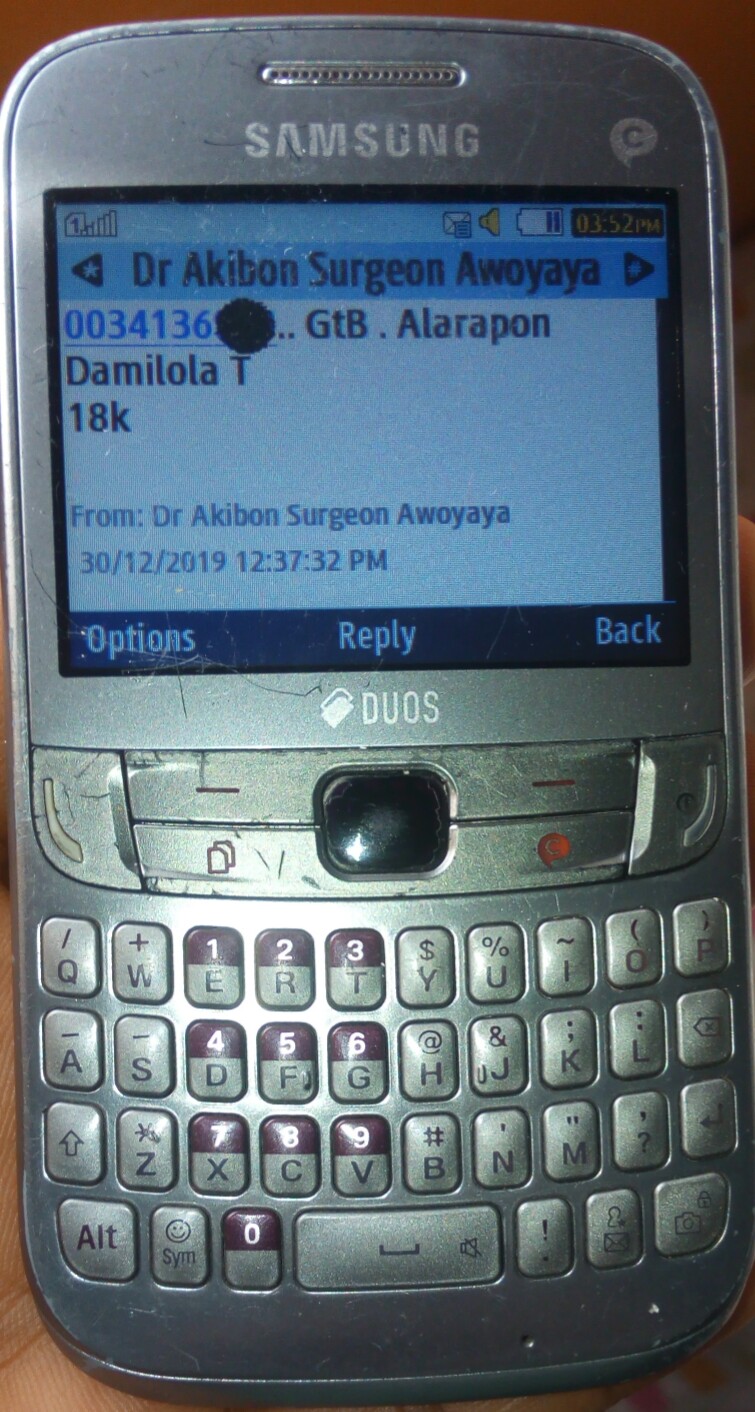 SAMSUNG
03:52PM
Dr Akibon Surgeon Awoyaya
0034136 .. GtB . Alarapon
Damilola T
18k
From: Dr Akibon Surgeon Awoyaya
30/12/2019 12:37:32 PM
Options Reply Back
DUOS
/ + 1 2 3 $ % ~ ( )
Q W E R T Y U I O P
- _ 4 5 6 @ & ; :
A S D F G H J K L
* 7 8 9 # ' " ,
Z X C V B N M ?
Alt Sym 0 ! .